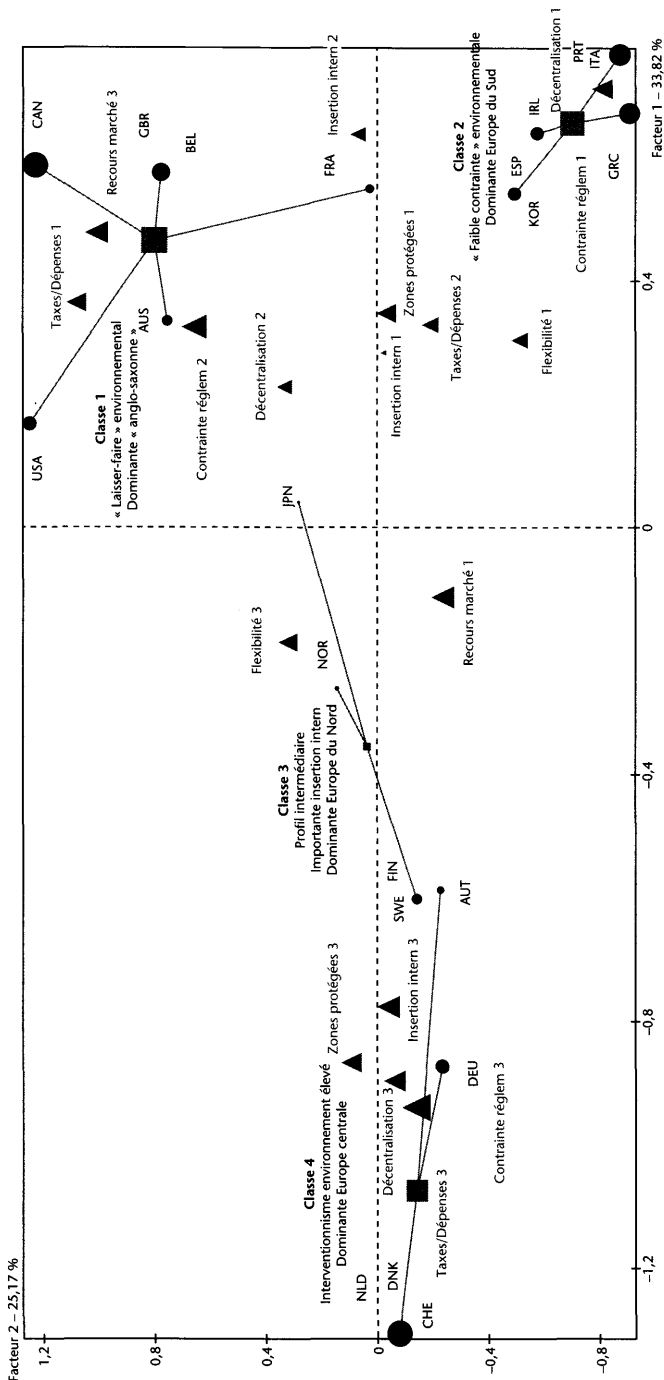 Facteur 2 – 25,17 %
1,2
0,8
0,4
0
-0,4
-0,8
USA
CAN
Taxes/Dépenses 1
Recours marché 3
GBR
BEL
Classe 1
« Laisser-faire » environnemental
Dominante « anglo-saxonne »
AUS
Contrainte réglem 2
Décentralisation 2
JPN
Flexibilité 3
NOR
Classe 3
Profil intermédiaire
Importante insertion intern
Dominante Europe du Nord
Insertion intern 2
FRA
Zones protégées 3
Classe 4
Interventionnisme environnement élevé
Dominante Europe centrale
NLD
DNK
CHE
Décentralisation 3
Taxes/Dépenses 3
Insertion intern 3
FIN
SWE
AUT
DEU
Contrainte réglem 3
Recours marché 1
Insertion intern 1
Zones protégées 1
Taxes/Dépenses 2
Flexibilité 1
Classe 2
« Faible contrainte » environnementale
Dominante Europe du Sud
ESP
KOR
IRL
Décentralisation 1
PRT
ITA
Contrainte réglem 1
GRC
-1,2
-0,8
-0,4
0
0,4
Facteur 1 – 33,82 %